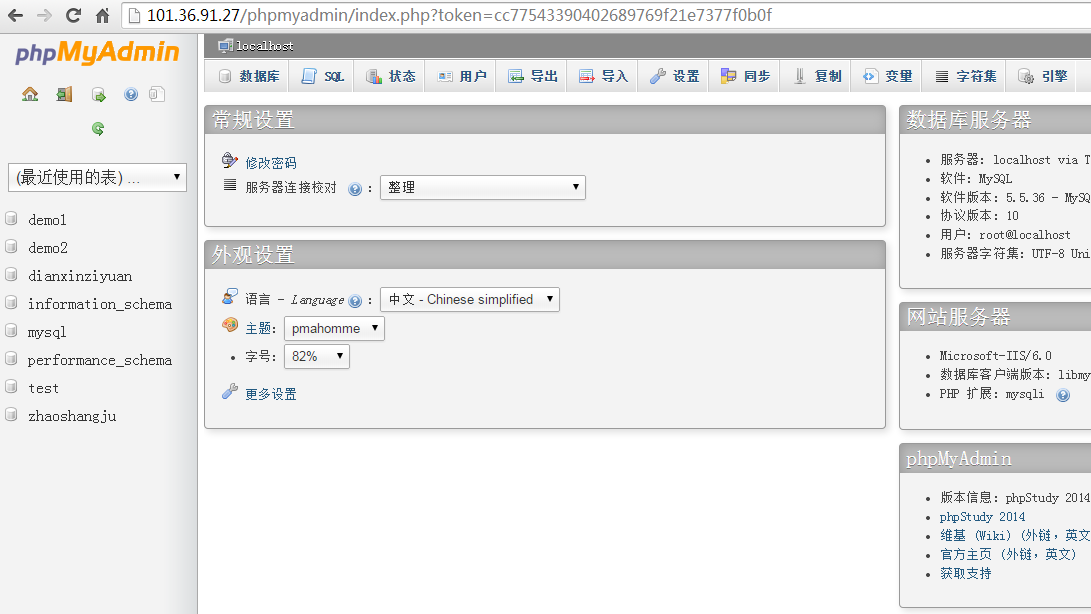 101.36.91.27/phpmyadmin/index.php?token=cc77543390402689769f21e7377f0b0f
phpMyAdmin
(最近使用的表) ...
demo1
demo2
dianxinziyuan
information_schema
mysql
performance_schema
test
zhaoshangju
localhost
数据库 SQL 状态 用户 导出 导入 设置 同步 复制 变量 字符集 引擎
常规设置
修改密码
服务器连接校对 : 整理
外观设置
语言 - Language : 中文 - Chinese simplified
主题: pmahomme
字号: 82%
更多设置
数据库服务器
服务器: localhost via T
软件: MySQL
软件版本: 5.5.36 - MySQ
协议版本: 10
用户: root@localhost
服务器字符集: UTF-8 Uni
网站服务器
Microsoft-IIS/6.0
数据库客户端版本: libmy
PHP 扩展: mysqli
phpMyAdmin
版本信息: phpStudy 2014
phpStudy 2014
维基 (Wiki) (外链，英文
官方主页 (外链，英文)
获取支持